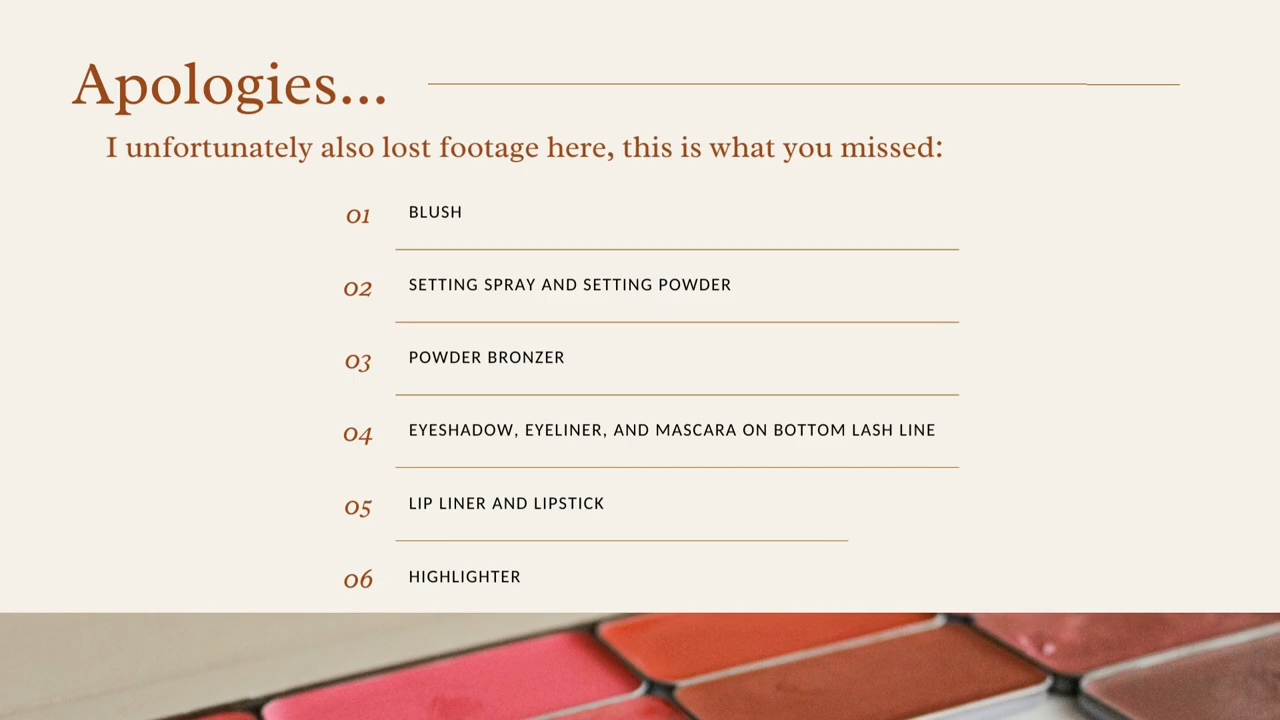 Apologies...
I unfortunately also lost footage here, this is what you missed:
01 BLUSH
02 SETTING SPRAY AND SETTING POWDER
03 POWDER BRONZER
04 EYESHADOW, EYELINER, AND MASCARA ON BOTTOM LASH LINE
05 LIP LINER AND LIPSTICK
06 HIGHLIGHTER